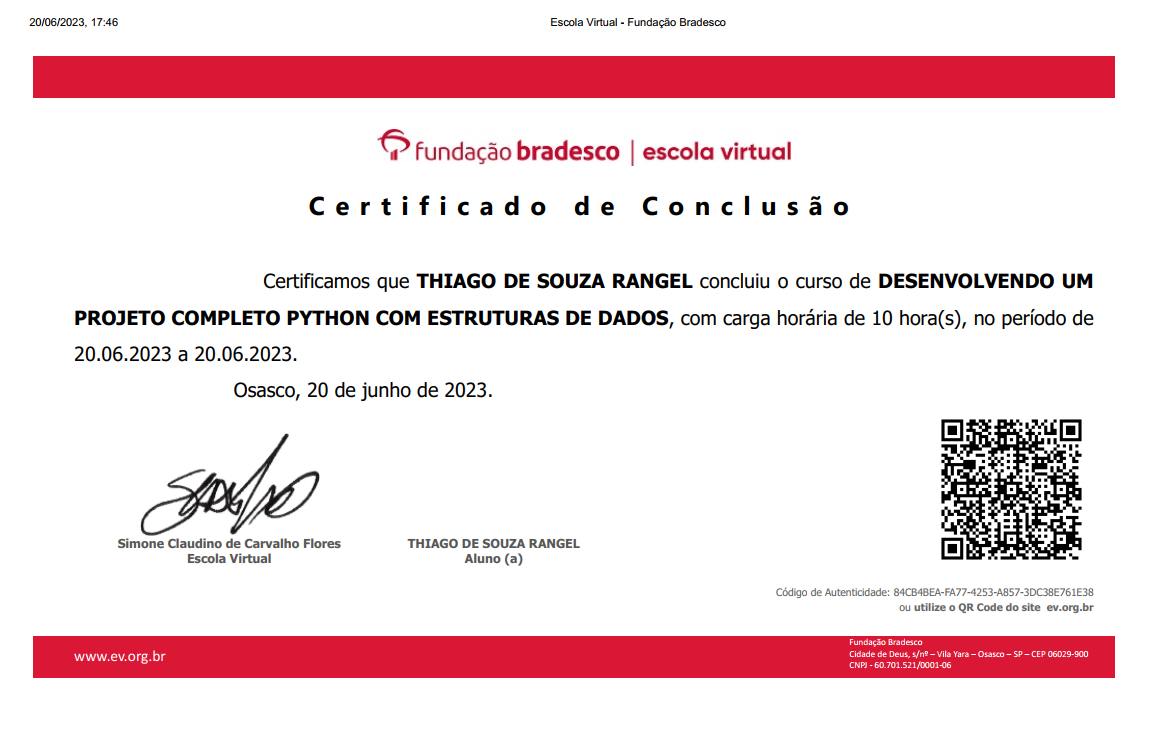 20/06/2023, 17:46
Escola Virtual - Fundação Bradesco
fundação bradesco | escola virtual
Certificado de Conclusão
Certificamos que THIAGO DE SOUZA RANGEL concluiu o curso de DESENVOLVENDO UM
PROJETO COMPLETO PYTHON COM ESTRUTURAS DE DADOS, com carga horária de 10 hora(s), no período de
20.06.2023 a 20.06.2023.
Osasco, 20 de junho de 2023.
Simone Claudino de Carvalho Flores
Escola Virtual
THIAGO DE SOUZA RANGEL
Aluno (a)
Código de Autenticidade: 84CB4BEA-FA77-4253-A857-3DC38E761E38
ou utilize o QR Code do site ev.org.br
www.ev.org.br
Fundação Bradesco
Cidade de Deus, s/nº – Vila Yara – Osasco – SP – CEP 06029-900
CNPJ - 60.701.521/0001-06